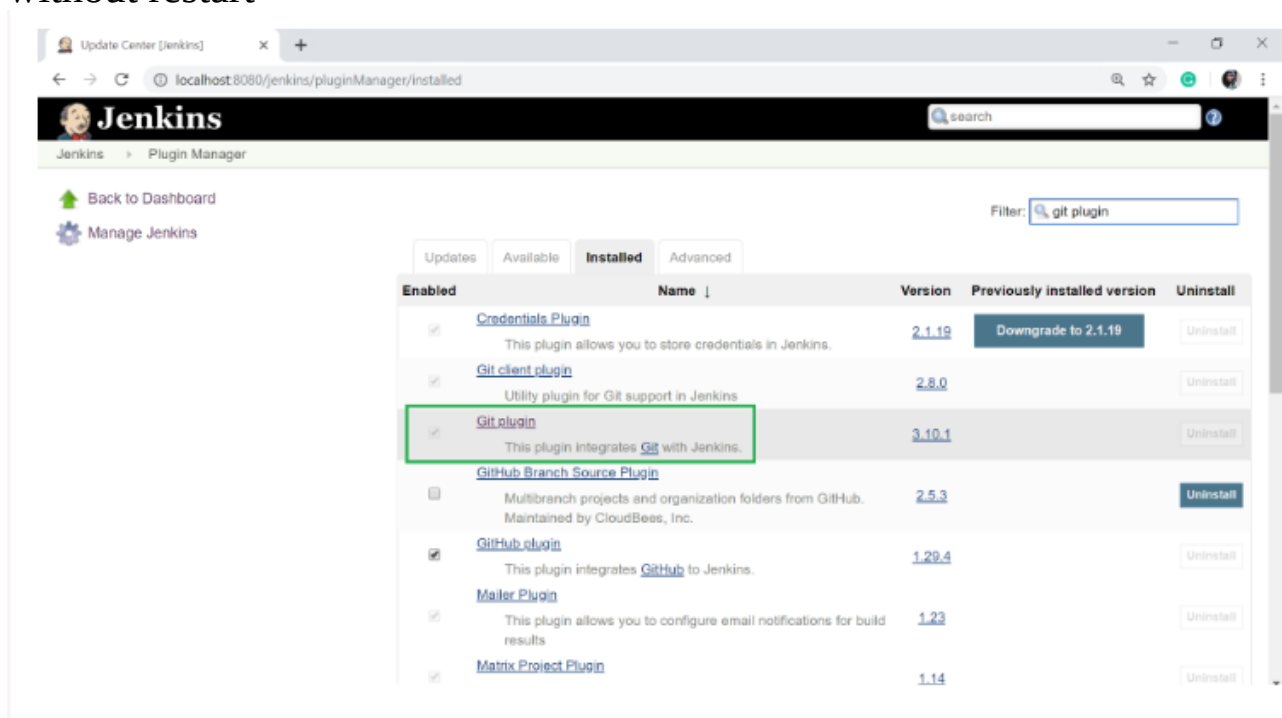 without restart
Update Center [Jenkins]
localhost:8080/jenkins/pluginManager/installed
Jenkins
search
Jenkins Plugin Manager
Back to Dashboard
Manage Jenkins
Filter: git plugin
Updates Available Installed Advanced
Enabled Name ↓ Version Previously installed version Uninstall
Credentials Plugin
This plugin allows you to store credentials in Jenkins.
2.1.19 Downgrade to 2.1.19 Uninstall
Git client plugin
Utility plugin for Git support in Jenkins
2.8.0 Uninstall
Git plugin
This plugin integrates Git with Jenkins.
3.10.1 Uninstall
GitHub Branch Source Plugin
Multibranch projects and organization folders from GitHub.
Maintained by CloudBees, Inc.
2.5.3 Uninstall
GitHub plugin
This plugin integrates GitHub to Jenkins.
1.29.4 Uninstall
Mailer Plugin
This plugin allows you to configure email notifications for build
results
1.23 Uninstall
Matrix Project Plugin
1.14 Uninstall